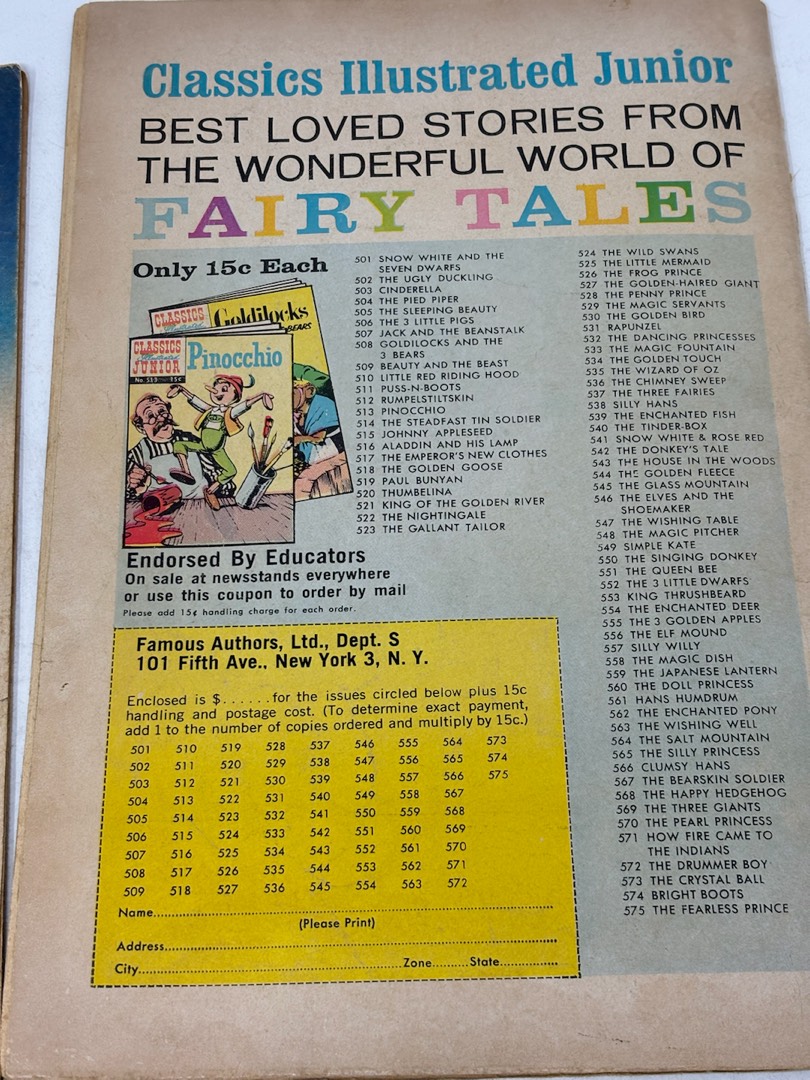 Classics Illustrated Junior
BEST LOVED STORIES FROM
THE WONDERFUL WORLD OF
FAIRY TALES
Only 15c Each
CLASSICS
Goldilocks
BEARS
CLASSICS
Illustrated
JUNIOR
No. 513 15¢
Pinocchio
Endorsed By Educators
On sale at newsstands everywhere
or use this coupon to order by mail
Please add 15¢ handling charge for each order.
501 SNOW WHITE AND THE
SEVEN DWARFS
502 THE UGLY DUCKLING
503 CINDERELLA
504 THE PIED PIPER
505 THE SLEEPING BEAUTY
506 THE 3 LITTLE PIGS
507 JACK AND THE BEANSTALK
508 GOLDILOCKS AND THE
3 BEARS
509 BEAUTY AND THE BEAST
510 LITTLE RED RIDING HOOD
511 PUSS-N-BOOTS
512 RUMPELSTILTSKIN
513 PINOCCHIO
514 THE STEADFAST TIN SOLDIER
515 JOHNNY APPLESEED
516 ALADDIN AND HIS LAMP
517 THE EMPEROR'S NEW CLOTHES
518 THE GOLDEN GOOSE
519 PAUL BUNYAN
520 THUMBELINA
521 KING OF THE GOLDEN RIVER
522 THE NIGHTINGALE
523 THE GALLANT TAILOR
524 THE WILD SWANS
525 THE LITTLE MERMAID
526 THE FROG PRINCE
527 THE GOLDEN-HAIRED GIANT
528 THE PENNY PRINCE
529 THE MAGIC SERVANTS
530 THE GOLDEN BIRD
531 RAPUNZEL
532 THE DANCING PRINCESSES
533 THE MAGIC FOUNTAIN
534 THE GOLDEN TOUCH
535 THE WIZARD OF OZ
536 THE CHIMNEY SWEEP
537 THE THREE FAIRIES
538 SILLY HANS
539 THE ENCHANTED FISH
540 THE TINDER-BOX
541 SNOW WHITE & ROSE RED
542 THE DONKEY'S TALE
543 THE HOUSE IN THE WOODS
544 THE GOLDEN FLEECE
545 THE GLASS MOUNTAIN
546 THE ELVES AND THE
SHOEMAKER
547 THE WISHING TABLE
548 THE MAGIC PITCHER
549 SIMPLE KATE
550 THE SINGING DONKEY
551 THE QUEEN BEE
552 THE 3 LITTLE DWARFS
553 KING THRUSHBEARD
554 THE ENCHANTED DEER
555 THE 3 GOLDEN APPLES
556 THE ELF MOUND
557 SILLY WILLY
558 THE MAGIC DISH
559 THE JAPANESE LANTERN
560 THE DOLL PRINCESS
561 HANS HUMDRUM
562 THE ENCHANTED PONY
563 THE WISHING WELL
564 THE SALT MOUNTAIN
565 THE SILLY PRINCESS
566 CLUMSY HANS
567 THE BEARSKIN SOLDIER
568 THE HAPPY HEDGEHOG
569 THE THREE GIANTS
570 THE PEARL PRINCESS
571 HOW FIRE CAME TO
THE INDIANS
572 THE DRUMMER BOY
573 THE CRYSTAL BALL
574 BRIGHT BOOTS
575 THE FEARLESS PRINCE
Famous Authors, Ltd., Dept. S
101 Fifth Ave., New York 3, N. Y.
Enclosed is $......for the issues circled below plus 15c
handling and postage cost. (To determine exact payment,
add 1 to the number of copies ordered and multiply by 15c.)
501 510 519 528 537 546 555 564 573
502 511 520 529 538 547 556 565 574
503 512 521 530 539 548 557 566 575
504 513 522 531 540 549 558 567
505 514 523 532 541 550 559 568
506 515 524 533 542 551 560 569
507 516 525 534 543 552 561 570
508 517 526 535 544 553 562 571
509 518 527 536 545 554 563 572
Name
(Please Print)
Address
City Zone State